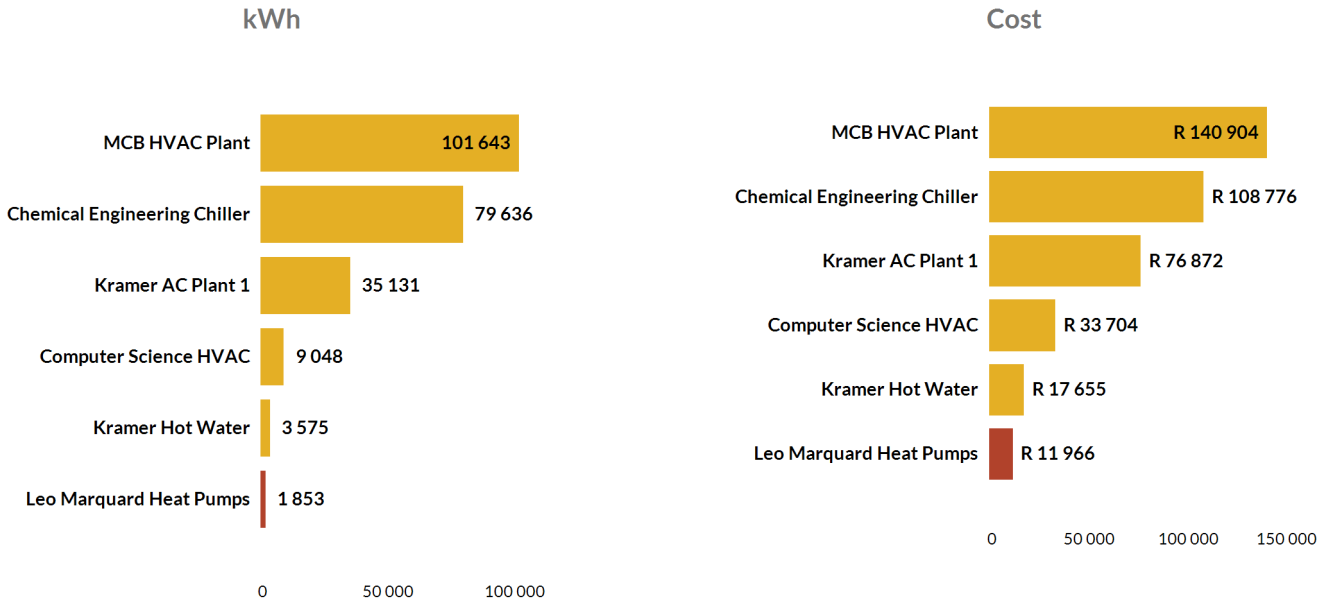 kWh
MCB HVAC Plant 101 643
Chemical Engineering Chiller 79 636
Kramer AC Plant 1 35 131
Computer Science HVAC 9 048
Kramer Hot Water 3 575
Leo Marquard Heat Pumps 1 853
0 50 000 100 000
Cost
MCB HVAC Plant R 140 904
Chemical Engineering Chiller R 108 776
Kramer AC Plant 1 R 76 872
Computer Science HVAC R 33 704
Kramer Hot Water R 17 655
Leo Marquard Heat Pumps R 11 966
0 50 000 100 000 150 000